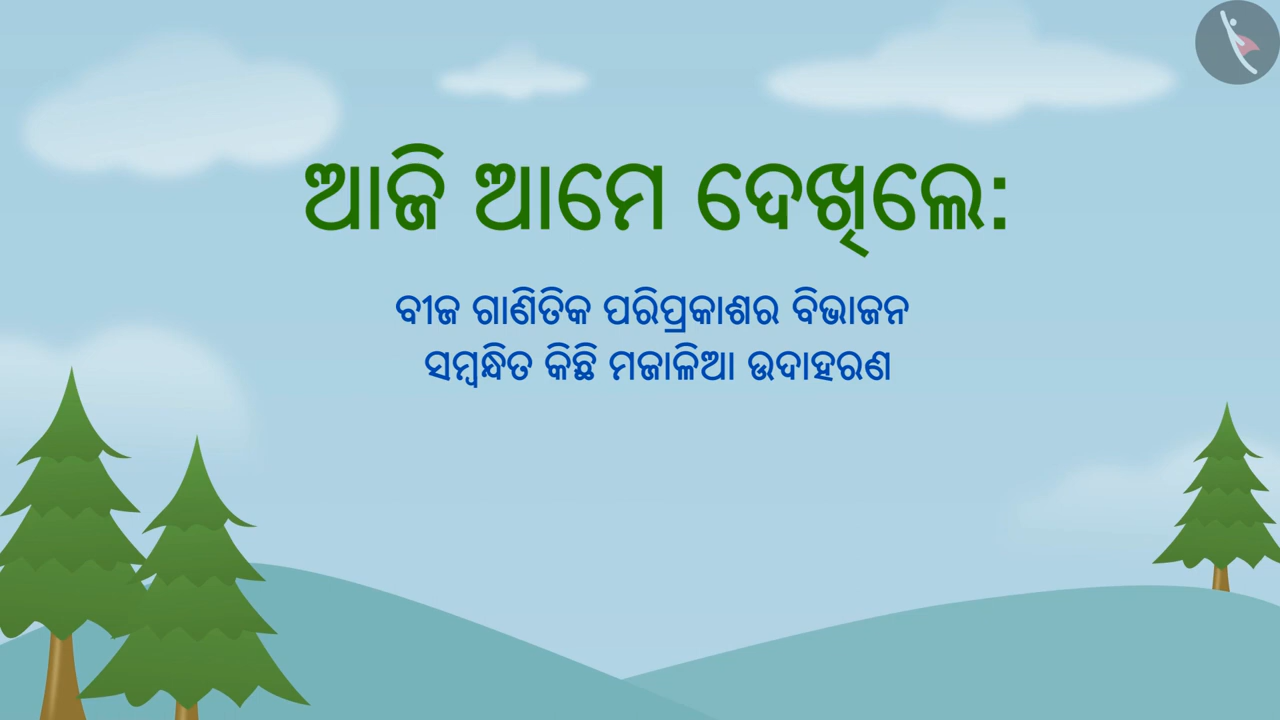 ଆଜି ଆମେ ଦେଖିଲେ:
ବୀଜ ଗାଣିତିକ ପରିପ୍ରକାଶର ବିଭାଜନ
ସମ୍ବନ୍ଧିତ କିଛି ମଜାଳିଆ ଉଦାହରଣ